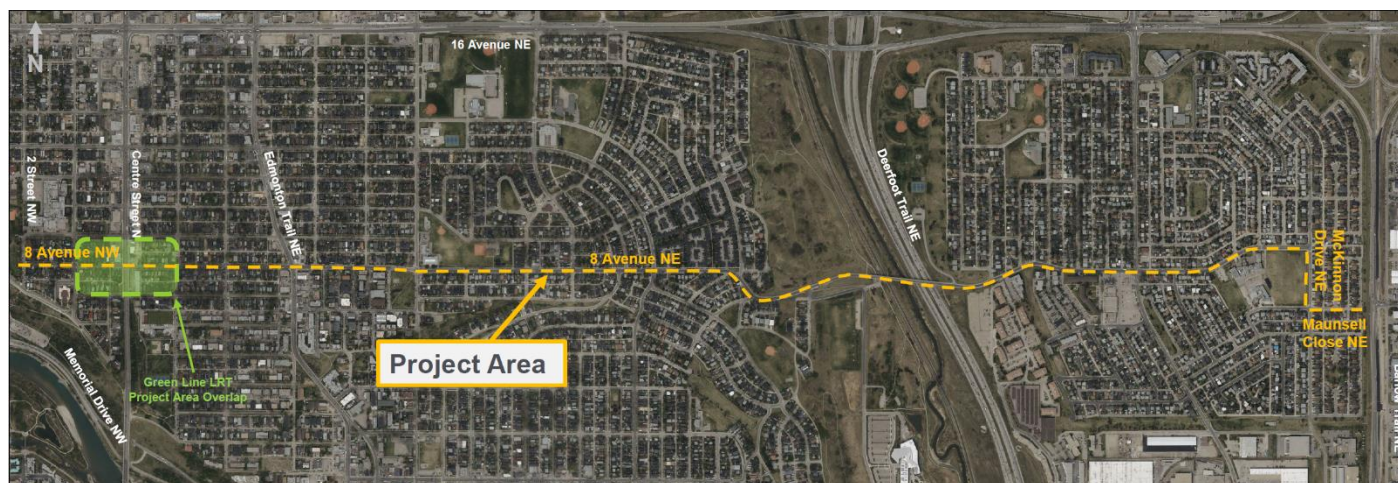 16 Avenue NE
N
2 Street NW
Centre Street N
Edmonton Trail NE
Deerfoot Trail NE
8 Avenue NW
8 Avenue NE
McKinnon
Drive NE
Maunsell
Close NE
Project Area
Green Line LRT
Project Area Overlap
Memorial Drive NW